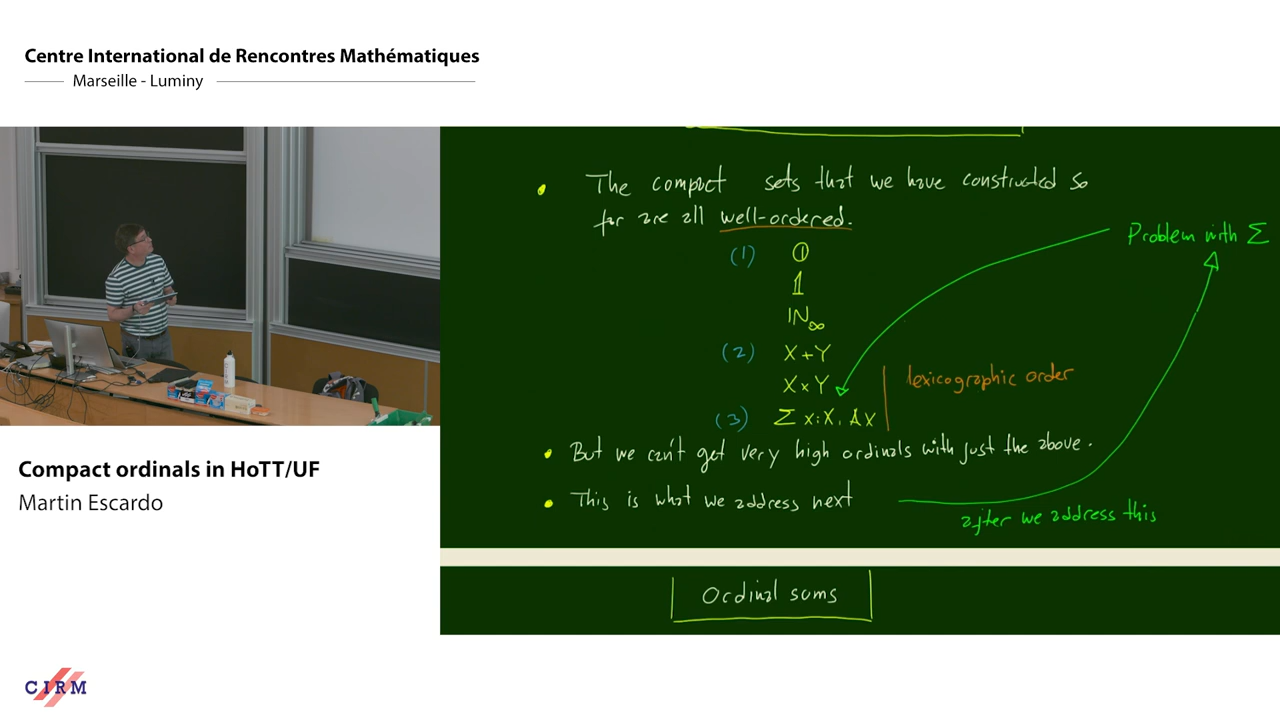 Centre International de Rencontres Mathématiques
Marseille - Luminy
• The compact sets that we have constructed so
far are all well-ordered.
Problem with Σ
(1) 𝟘
𝟙
ℕ∞
(2) X + Y
X × Y
lexicographic order
(3) Σ x : X, A x
• But we can't get very high ordinals with just the above.
• This is what we address next
after we address this
Ordinal sums
Compact ordinals in HoTT/UF
Martin Escardo
CIRM